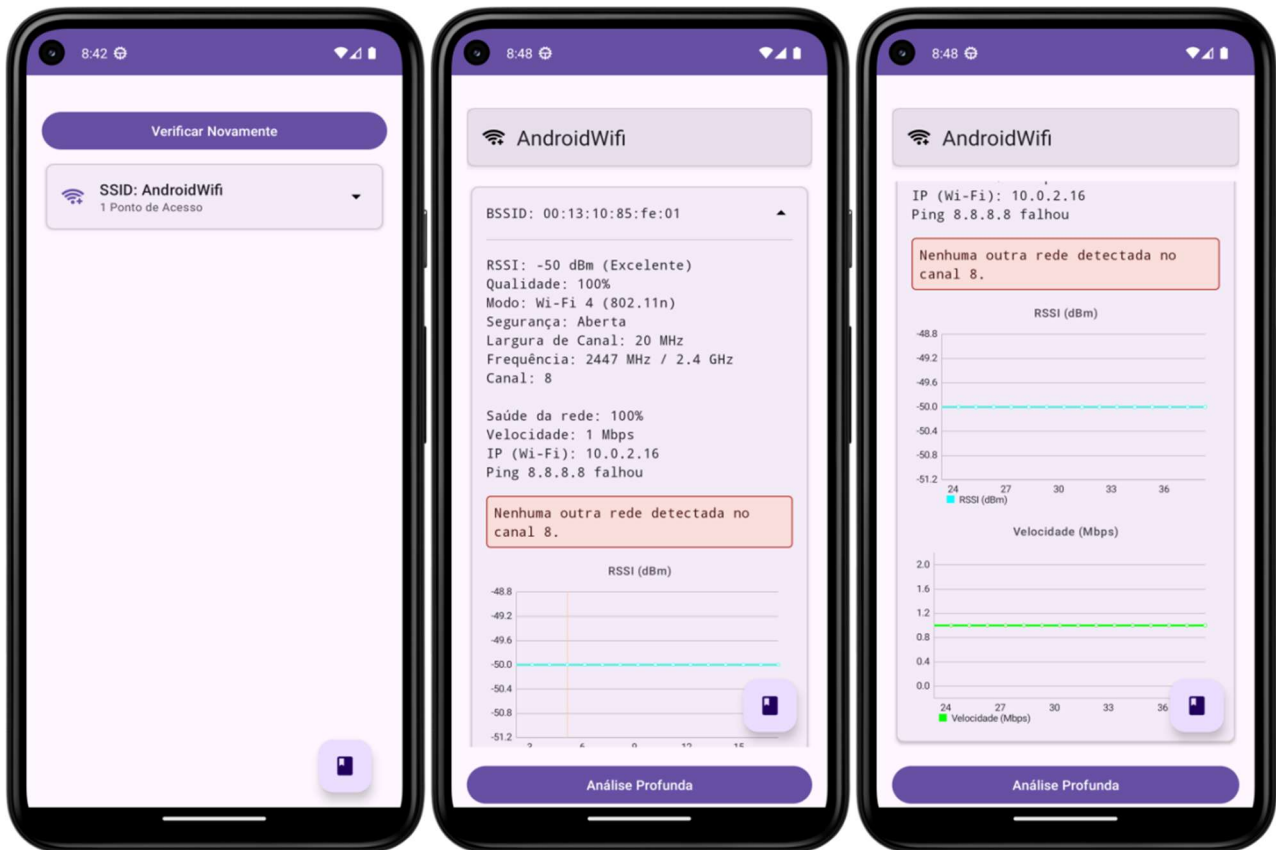 8:42
Verificar Novamente
SSID: AndroidWifi
1 Ponto de Acesso
8:48
AndroidWifi
BSSID: 00:13:10:85:fe:01
RSSI: -50 dBm (Excelente)
Qualidade: 100%
Modo: Wi-Fi 4 (802.11n)
Segurança: Aberta
Largura de Canal: 20 MHz
Frequência: 2447 MHz / 2.4 GHz
Canal: 8
Saúde da rede: 100%
Velocidade: 1 Mbps
IP (Wi-Fi): 10.0.2.16
Ping 8.8.8.8 falhou
Nenhuma outra rede detectada no
canal 8.
RSSI (dBm)
-48.8
-49.2
-49.6
-50.0
-50.4
-50.8
-51.2
3 6 9 12 15
Análise Profunda
8:48
AndroidWifi
IP (Wi-Fi): 10.0.2.16
Ping 8.8.8.8 falhou
Nenhuma outra rede detectada no
canal 8.
RSSI (dBm)
-48.8
-49.2
-49.6
-50.0
-50.4
-50.8
-51.2
24 27 30 33 36
RSSI (dBm)
Velocidade (Mbps)
2.0
1.6
1.2
0.8
0.4
0.0
24 27 30 33 36
Velocidade (Mbps)
Análise Profunda